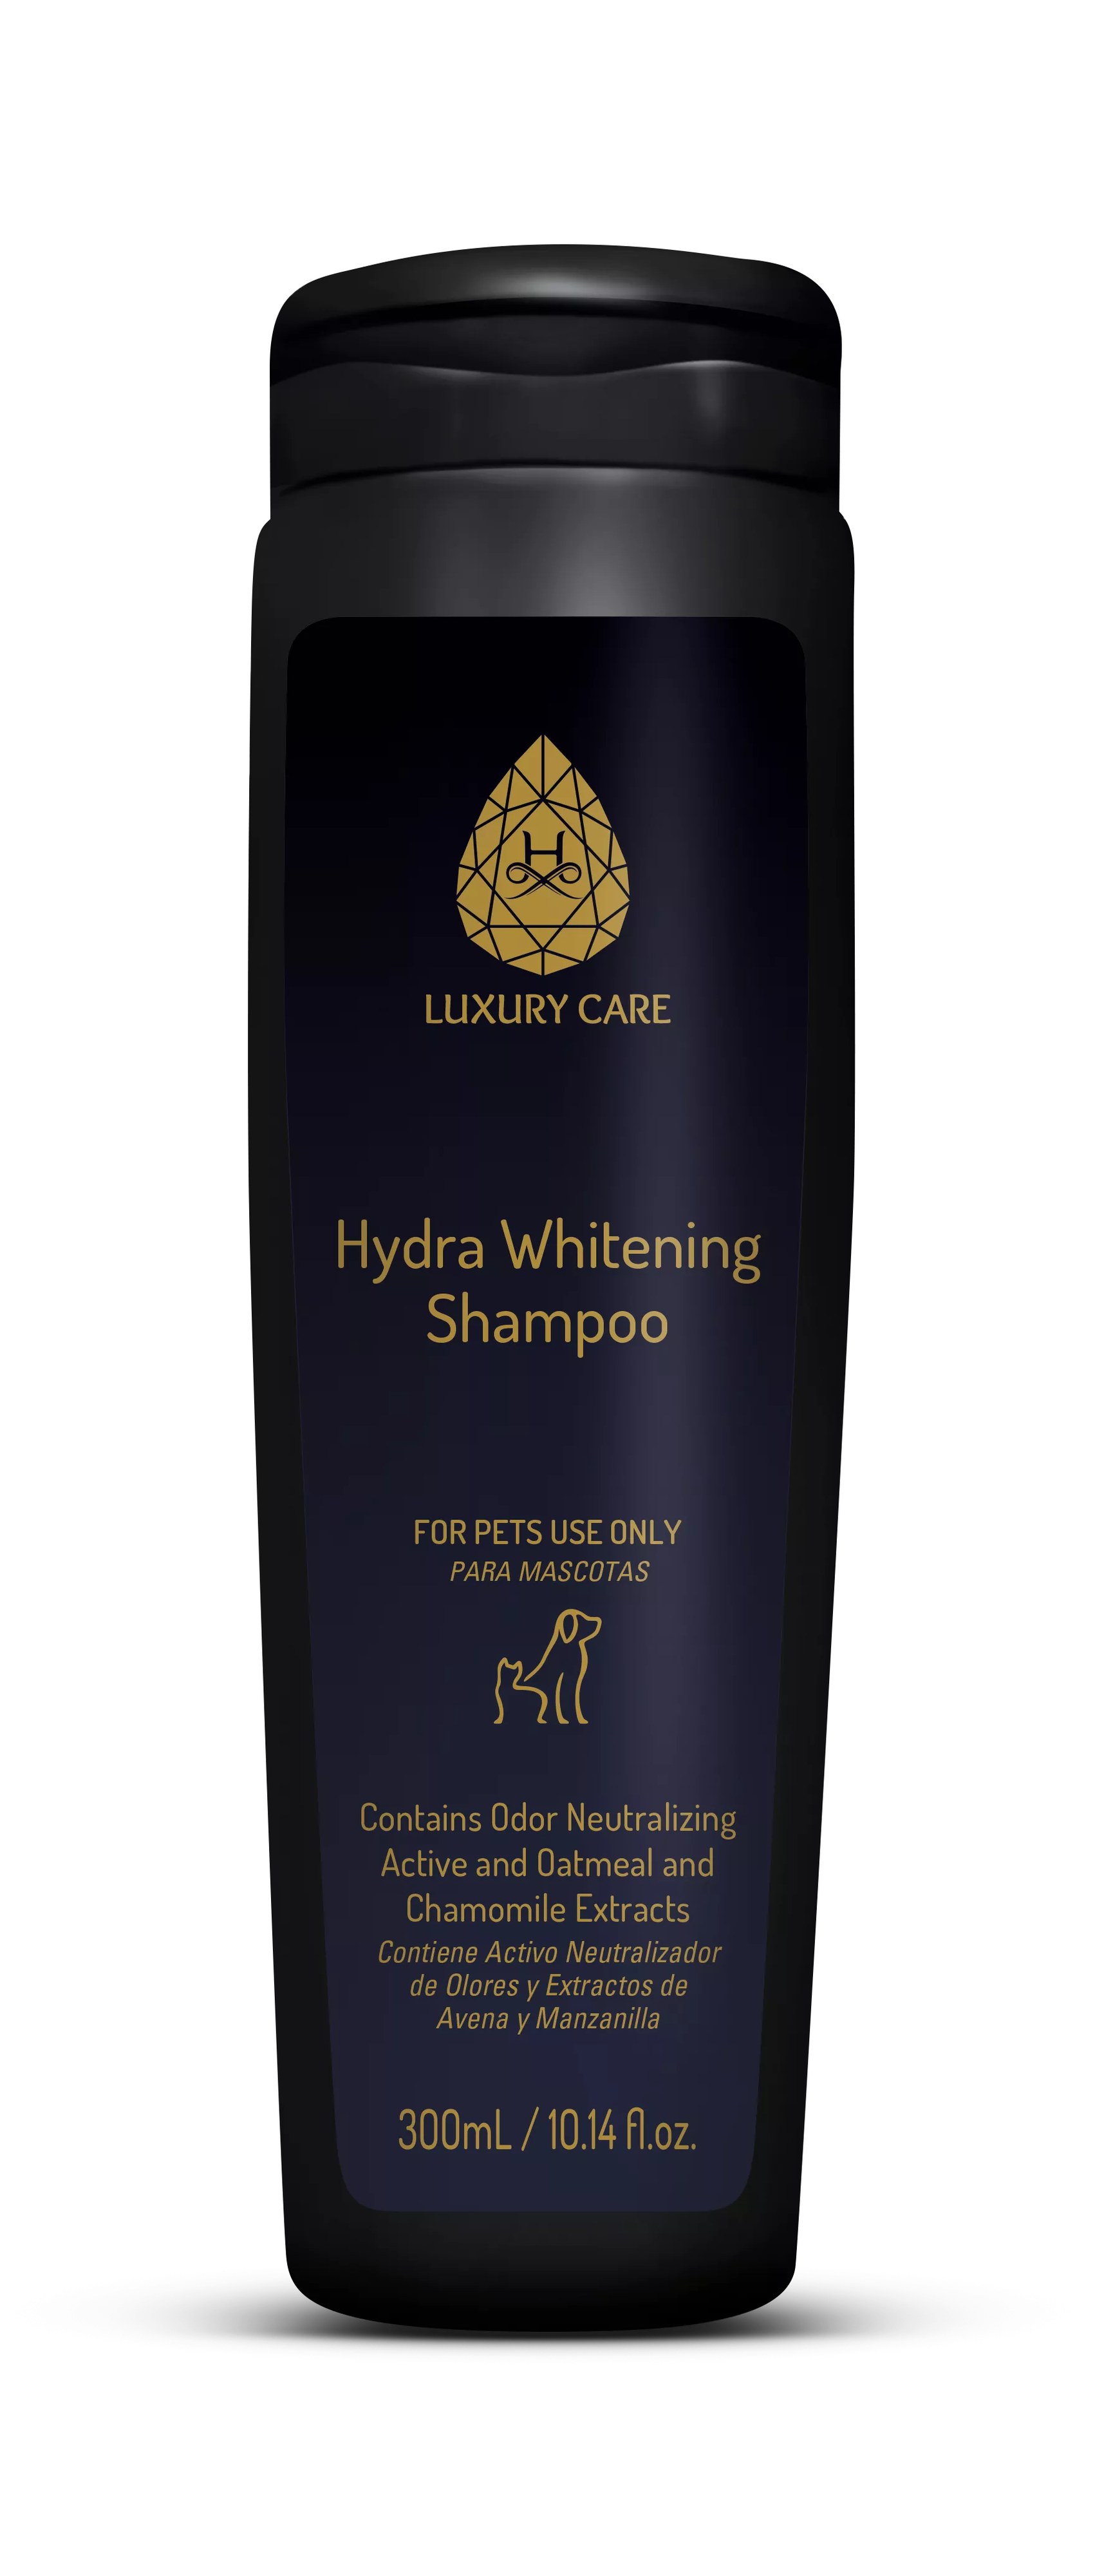 H
LUXURY CARE
Hydra Whitening
Shampoo
FOR PETS USE ONLY
PARA MASCOTAS
Contains Odor Neutralizing
Active and Oatmeal and
Chamomile Extracts
Contiene Activo Neutralizador
de Olores y Extractos de
Avena y Manzanilla
300mL / 10.14 fl.oz.